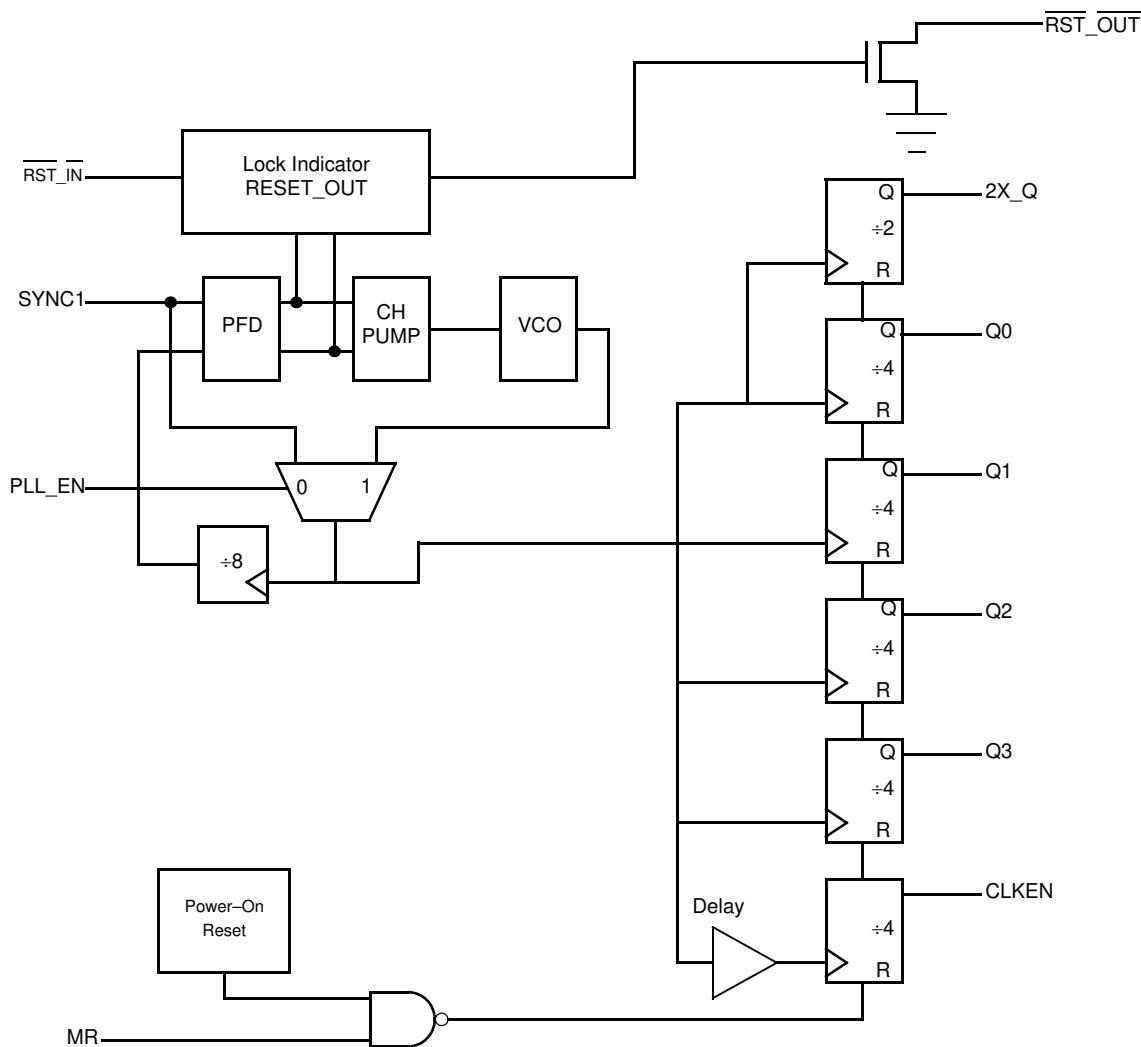 RST_OUT
Lock Indicator
RESET_OUT
RST_IN
Q
2X_Q
÷2
R
SYNC1
PFD
CH
PUMP
VCO
Q
Q0
÷4
R
PLL_EN
0
1
Q
Q1
÷4
R
÷8
Q
Q2
÷4
R
Q
Q3
÷4
R
Power–On
Reset
Delay
Q
CLKEN
÷4
R
MR